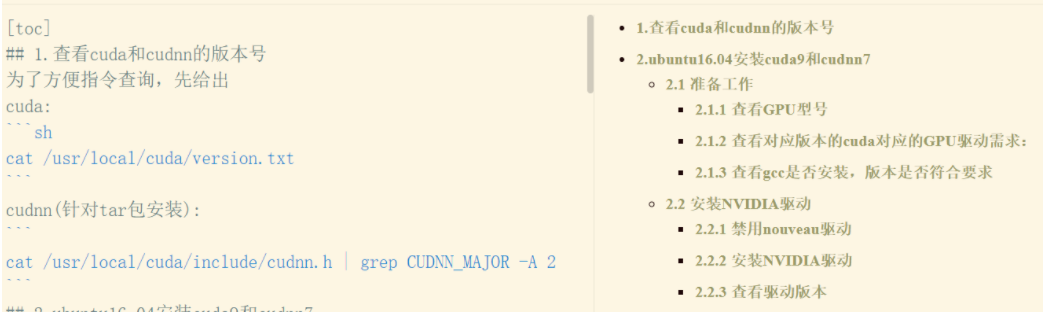 [toc]
## 1.查看cuda和cudnn的版本号
为了方便指令查询，先给出
cuda:
```sh
cat /usr/local/cuda/version.txt
```
cudnn(针对tar包安装):
```
cat /usr/local/cuda/include/cudnn.h | grep CUDNN_MAJOR -A 2
```
## 2.ubuntu16.04安装cuda9和cudnn7
1.查看cuda和cudnn的版本号
2.ubuntu16.04安装cuda9和cudnn7
2.1 准备工作
2.1.1 查看GPU型号
2.1.2 查看对应版本的cuda对应的GPU驱动需求：
2.1.3 查看gcc是否安装，版本是否符合要求
2.2 安装NVIDIA驱动
2.2.1 禁用nouveau驱动
2.2.2 安装NVIDIA驱动
2.2.3 查看驱动版本